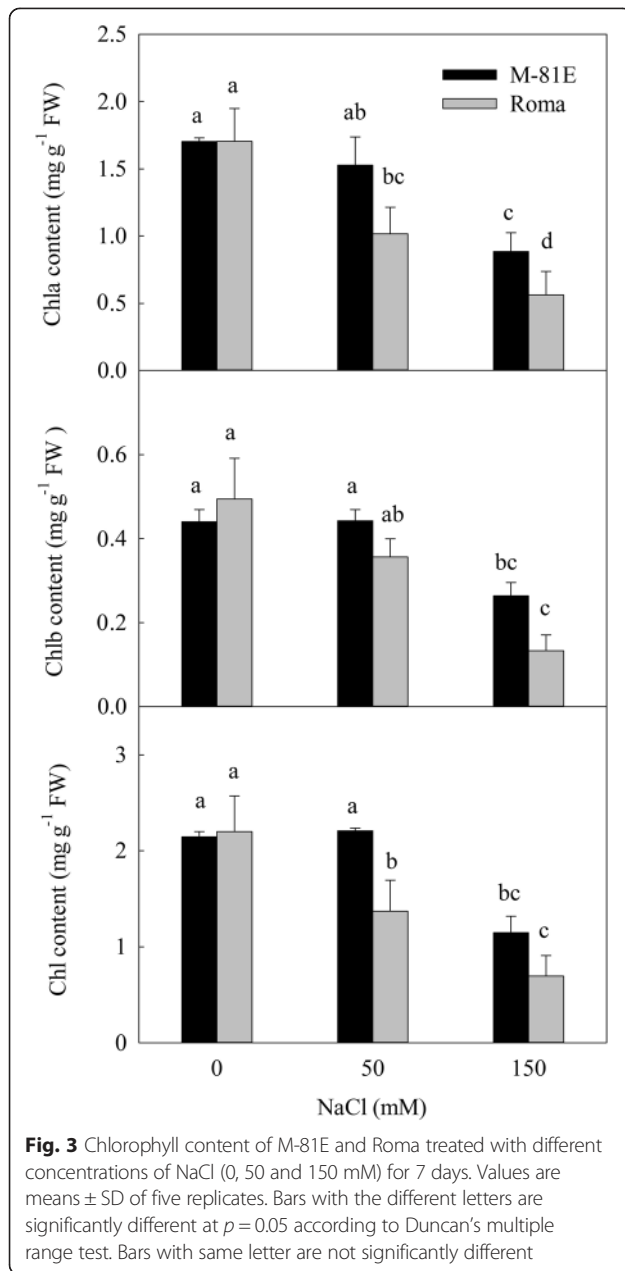 M-81E
Roma
Chla content (mg g⁻¹ FW)
2.5
2.0
1.5
1.0
0.5
0.0
a a ab bc c d
Chlb content (mg g⁻¹ FW )
0.6
0.4
0.2
0.0
a a a ab bc c
Chl content (mg g⁻¹ FW)
3
2
1
0
a a a b bc c
0 50 150
NaCl (mM)
Fig. 3 Chlorophyll content of M-81E and Roma treated with different
concentrations of NaCl (0, 50 and 150 mM) for 7 days. Values are
means ± SD of five replicates. Bars with the different letters are
significantly different at p = 0.05 according to Duncan’s multiple
range test. Bars with same letter are not significantly different